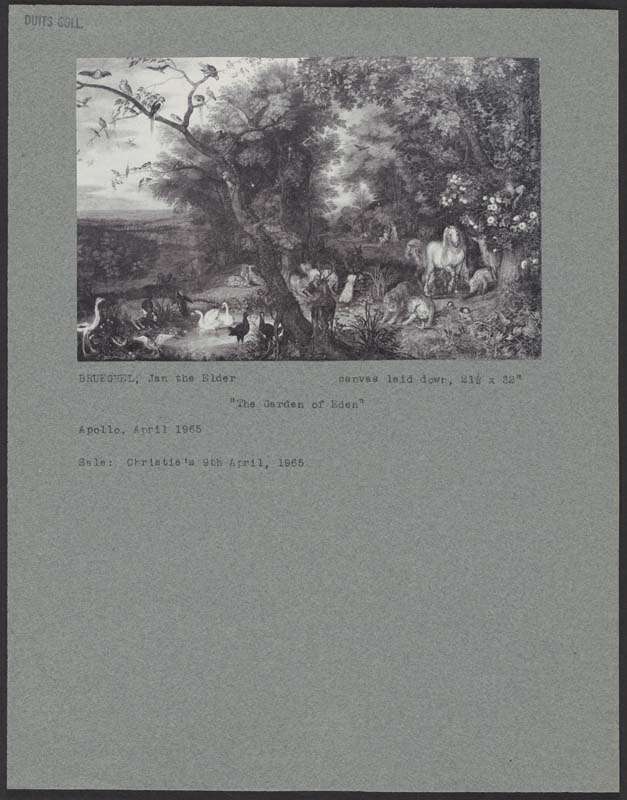 DUITS COLL.
BRUEGHEL, Jan the Elder canvas laid down, 21½ x 32"
"The Garden of Eden"
Apollo. April 1965
Sale: Christie's 9th April, 1965.